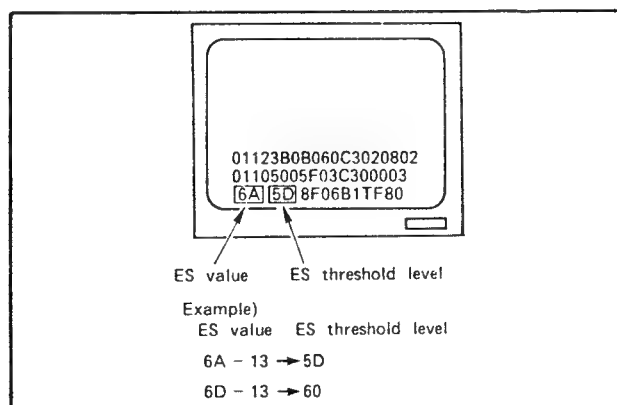 01123B0B060C3020802
01105005F03C300003
6A 5D 8F06B1TF80
ES value ES threshold level
Example)
ES value ES threshold level
6A - 13 → 5D
6D - 13 → 60